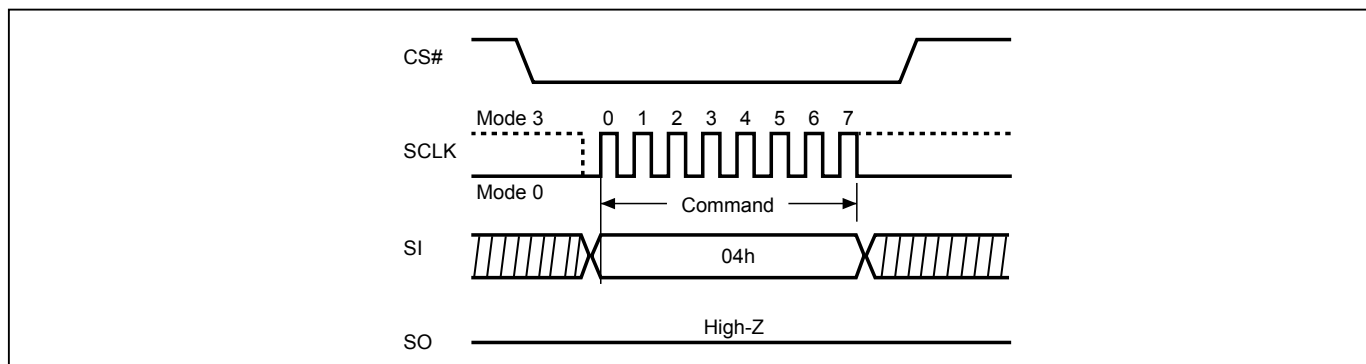 CS#
Mode 3 0 1 2 3 4 5 6 7
SCLK
Mode 0
Command
SI 04h
High-Z
SO